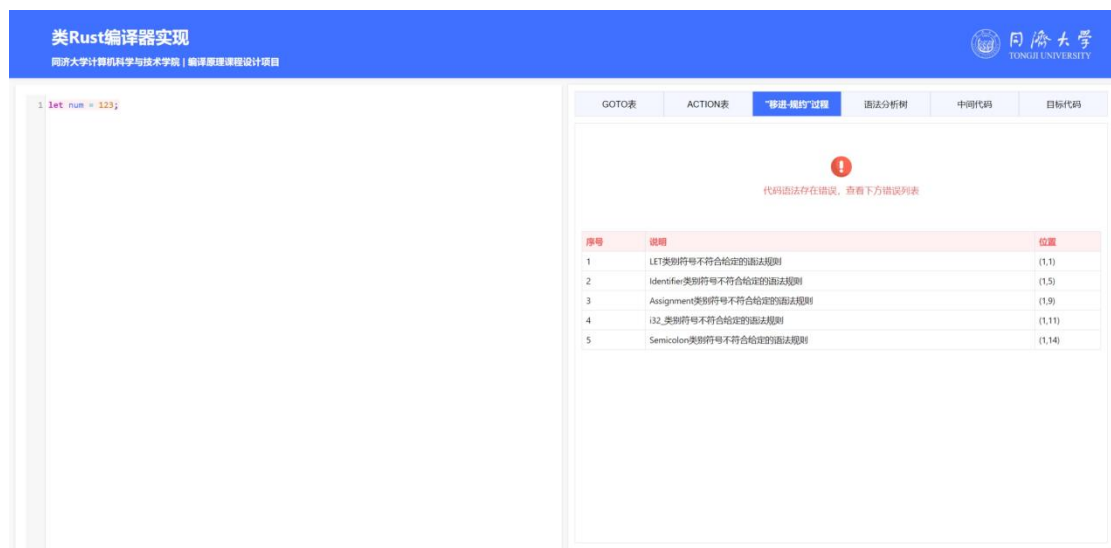 类Rust编译器实现
同济大学计算机科学与技术学院 | 编译原理课程设计项目
同濟大学
TONGJI UNIVERSITY
1 let num = 123;
GOTO表 ACTION表 "移进-规约"过程 语法分析树 中间代码 目标代码
代码语法存在错误，查看下方错误列表
序号 说明 位置
1 LET类别符号不符合给定的语法规则 (1,1)
2 Identifier类别符号不符合给定的语法规则 (1,5)
3 Assignment类别符号不符合给定的语法规则 (1,9)
4 i32_类别符号不符合给定的语法规则 (1,11)
5 Semicolon类别符号不符合给定的语法规则 (1,14)